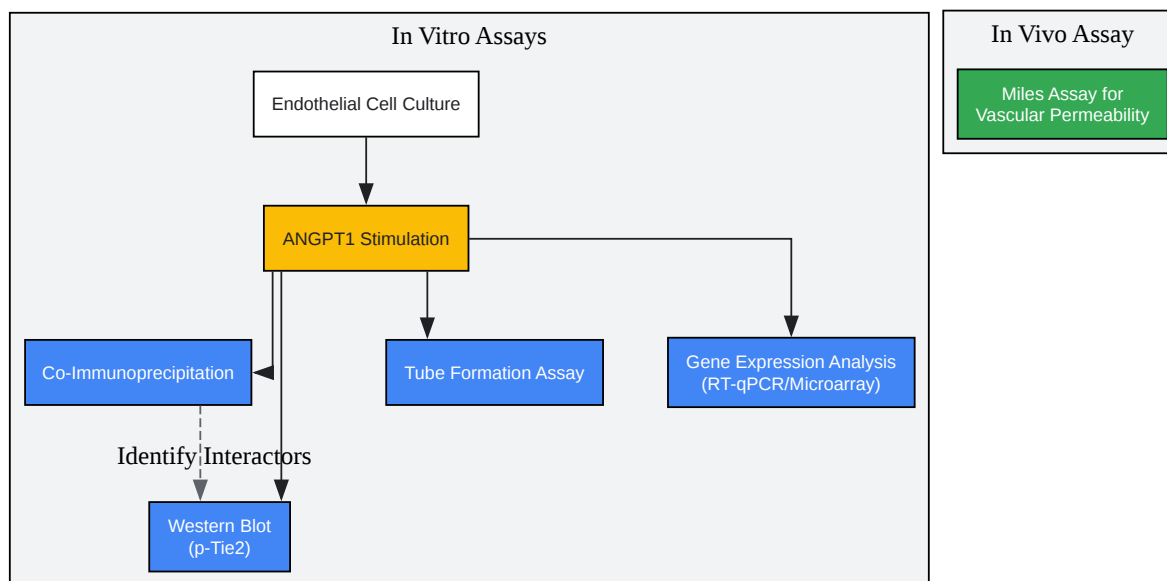 In Vitro Assays
In Vivo Assay
Endothelial Cell Culture
Miles Assay for
Vascular Permeability
ANGPT1 Stimulation
Co-Immunoprecipitation
Tube Formation Assay
Gene Expression Analysis
(RT-qPCR/Microarray)
Identify Interactors
Western Blot
(p-Tie2)